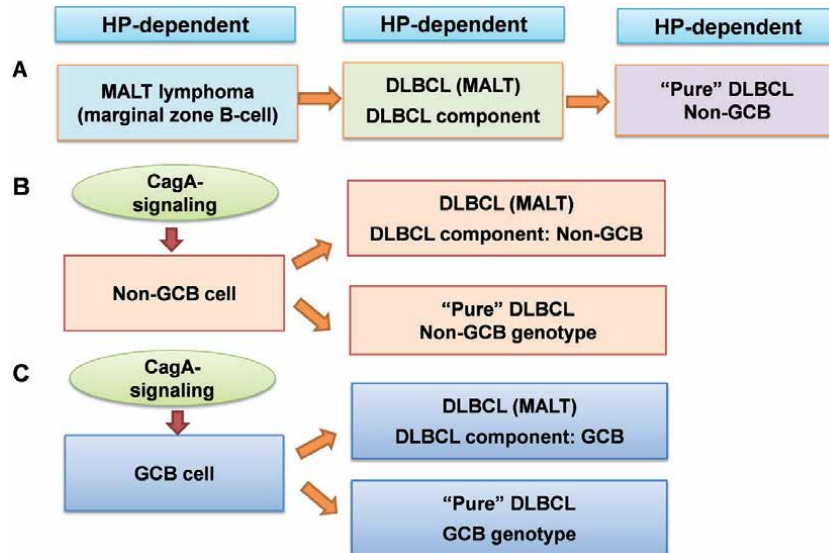 HP-dependent
HP-dependent
HP-dependent
A
MALT lymphoma
(marginal zone B-cell)
DLBCL (MALT)
DLBCL component
“Pure” DLBCL
Non-GCB
B
CagA-
signaling
Non-GCB cell
DLBCL (MALT)
DLBCL component: Non-GCB
“Pure” DLBCL
Non-GCB genotype
C
CagA-
signaling
GCB cell
DLBCL (MALT)
DLBCL component: GCB
“Pure” DLBCL
GCB genotype